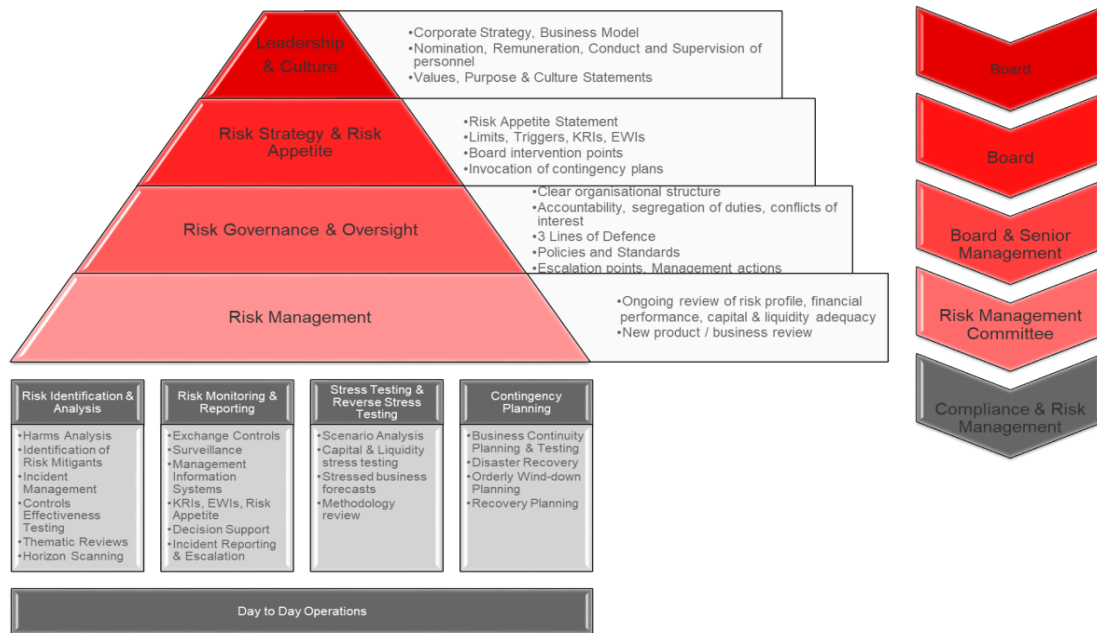 Leadership
& Culture
•Corporate Strategy, Business Model
•Nomination, Remuneration, Conduct and Supervision of
personnel
•Values, Purpose & Culture Statements
Risk Strategy & Risk
Appetite
•Risk Appetite Statement
•Limits, Triggers, KRIs, EWIs
•Board intervention points
•Invocation of contingency plans
Risk Governance & Oversight
•Clear organisational structure
•Accountability, segregation of duties, conflicts of
interest
•3 Lines of Defence
•Policies and Standards
•Escalation points, Management actions
Risk Management
•Ongoing review of risk profile, financial
performance, capital & liquidity adequacy
•New product / business review
Board
Board
Board & Senior
Management
Risk Management
Committee
Compliance & Risk
Management
Risk Identification &
Analysis
•Harms Analysis
•Identification of
Risk Mitigants
•Incident
Management
•Controls
Effectiveness
Testing
•Thematic Reviews
•Horizon Scanning
Risk Monitoring &
Reporting
•Exchange Controls
•Surveillance
•Management
Information
Systems
•KRIs, EWIs, Risk
Appetite
•Decision Support
•Incident Reporting
& Escalation
Stress Testing &
Reverse Stress
Testing
•Scenario Analysis
•Capital & Liquidity
stress testing
•Stressed business
forecasts
•Methodology
review
Contingency
Planning
•Business Continuity
Planning & Testing
•Disaster Recovery
•Orderly Wind-down
Planning
•Recovery Planning
Day to Day Operations